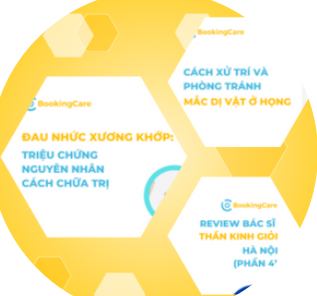 BookingCare
CÁCH XỬ TRÍ VÀ
PHÒNG TRÁNH
MẮC DỊ VẬT Ở HỌNG
BookingCare
ĐAU NHỨC XƯƠNG KHỚP:
TRIỆU CHỨNG
NGUYÊN NHÂN
CÁCH CHỮA TRỊ
BookingCare
REVIEW BÁC SĨ
THẦN KINH GIỎI
HÀ NỘI
(PHẦN 4